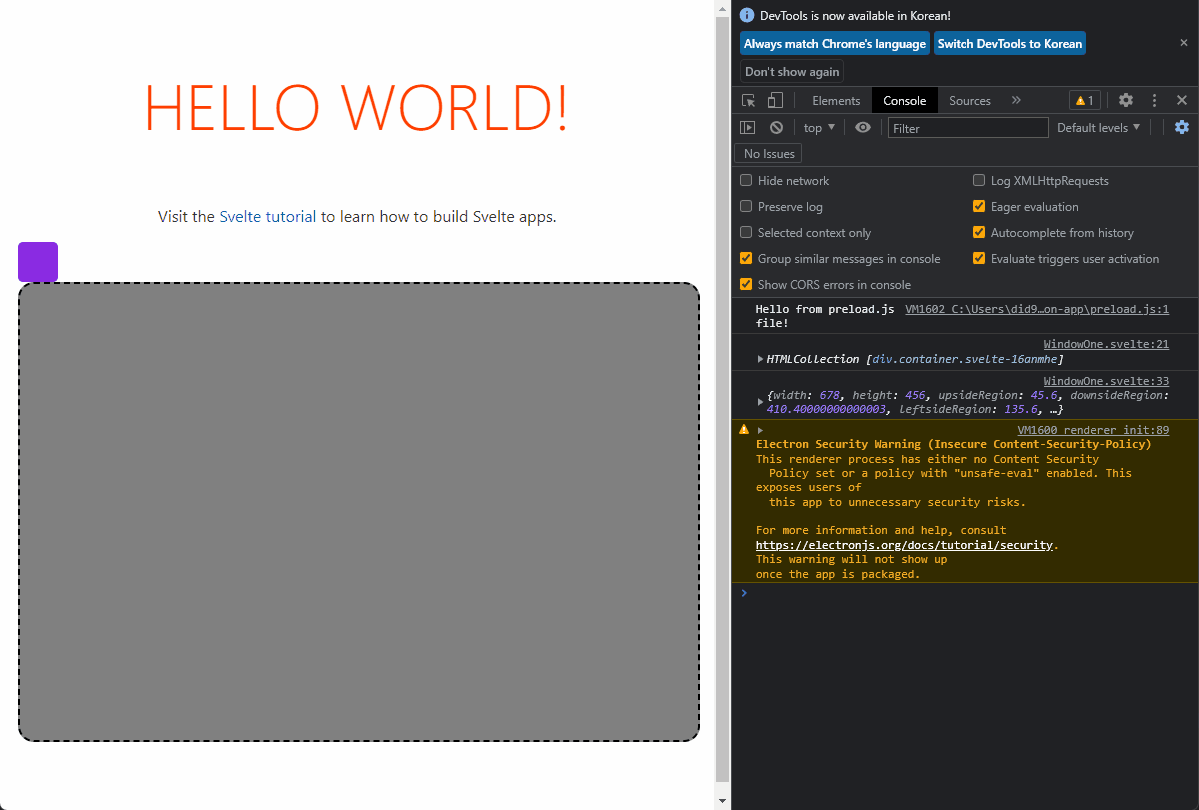 HELLO WORLD!
Visit the Svelte tutorial to learn how to build Svelte apps.
DevTools is now available in Korean!
Always match Chrome's language
Switch DevTools to Korean
Don't show again
Elements
Console
Sources
1
top
Filter
Default levels
No Issues
Hide network
Log XMLHttpRequests
Preserve log
Eager evaluation
Selected context only
Autocomplete from history
Group similar messages in console
Evaluate triggers user activation
Show CORS errors in console
Hello from preload.js VM1602 C:\Users\did9…on-app\preload.js:1
file!
WindowOne.svelte:21
HTMLCollection [div.container.svelte-16anmhe]
WindowOne.svelte:33
{width: 678, height: 456, upsideRegion: 45.6, downsideRegion:
410.40000000000003, leftsideRegion: 135.6, …}
VM1600 renderer_init:89
Electron Security Warning (Insecure Content-Security-Policy)
This renderer process has either no Content Security
Policy set or a policy with "unsafe-eval" enabled. This
exposes users of
this app to unnecessary security risks.
For more information and help, consult
https://electronjs.org/docs/tutorial/security.
This warning will not show up
once the app is packaged.